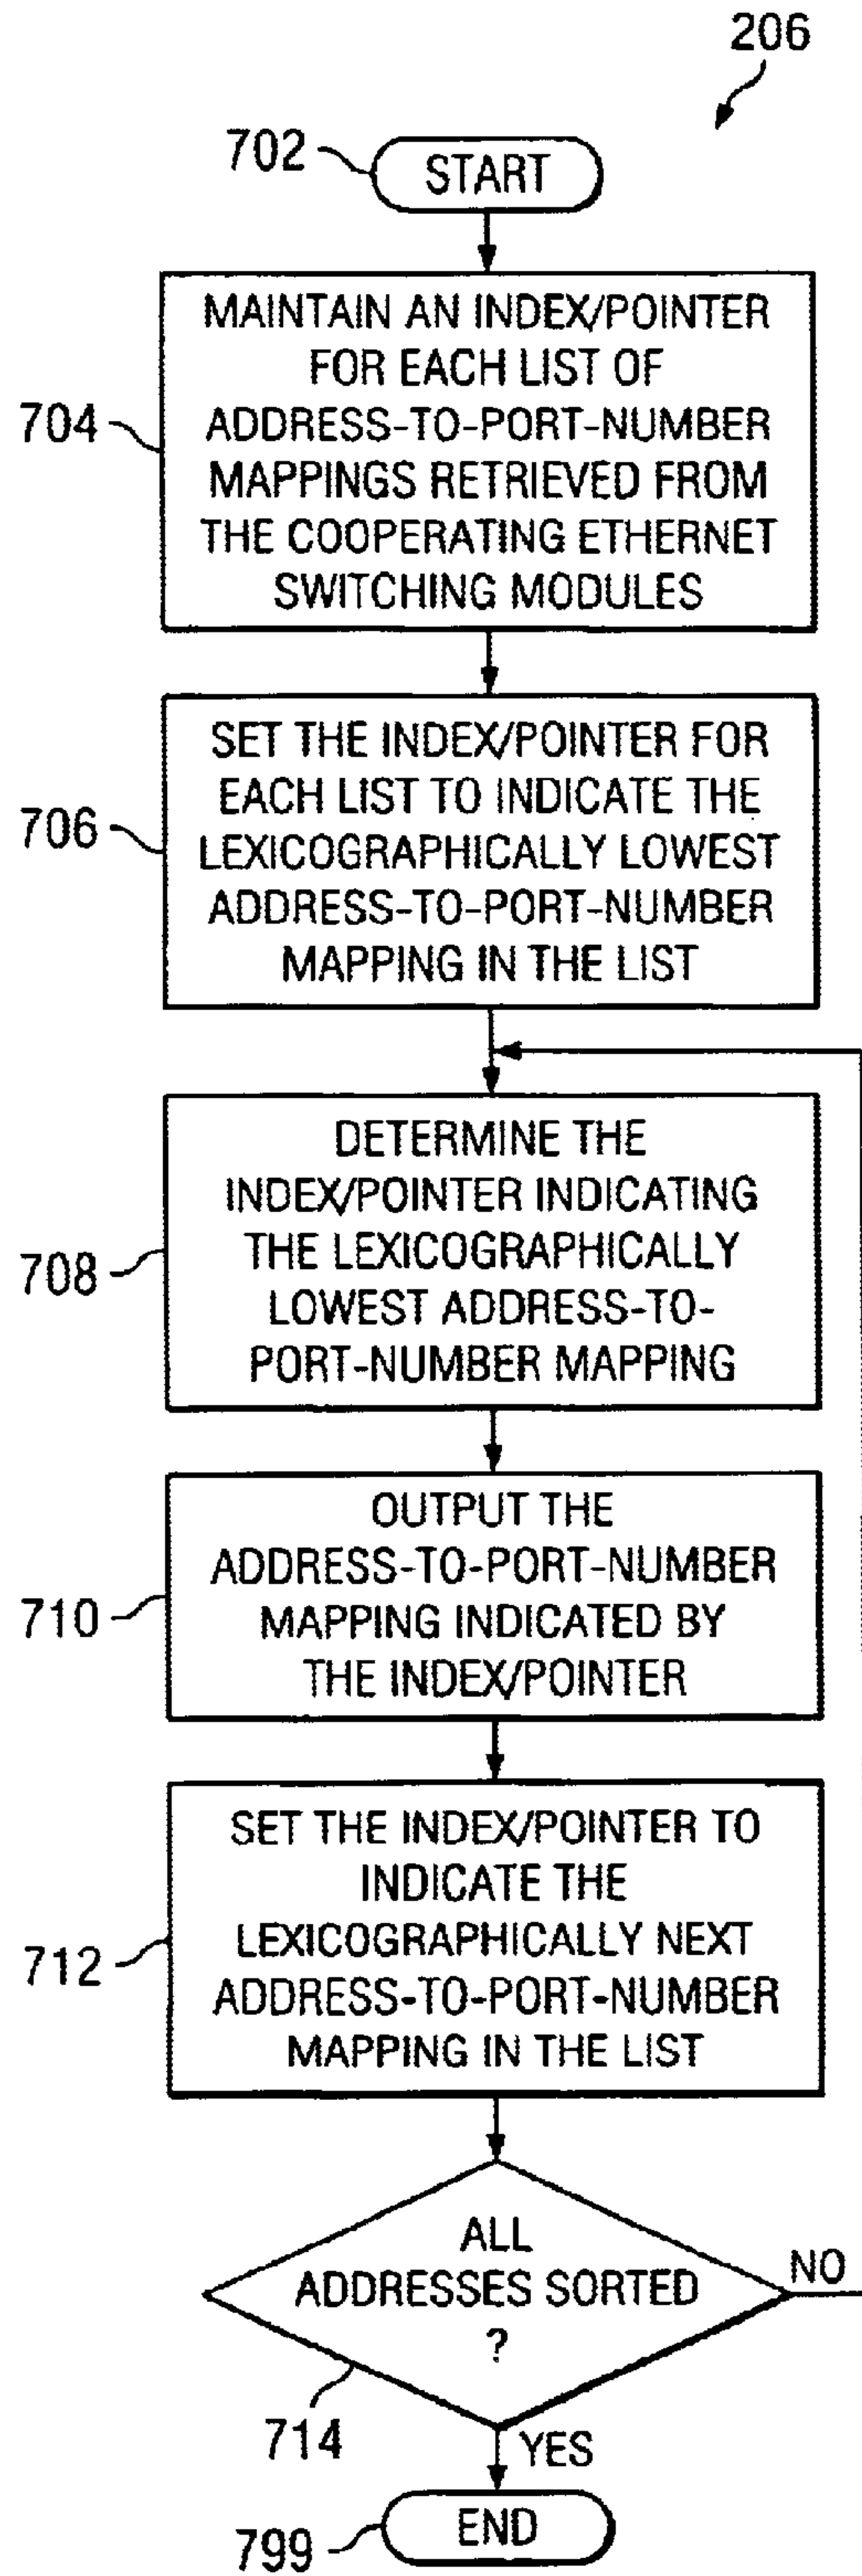 206
702
START
MAINTAIN AN INDEX/POINTER
FOR EACH LIST OF
ADDRESS-TO-PORT-NUMBER
MAPPINGS RETRIEVED FROM
THE COOPERATING ETHERNET
SWITCHING MODULES
704
SET THE INDEX/POINTER FOR
EACH LIST TO INDICATE THE
LEXICOGRAPHICALLY LOWEST
ADDRESS-TO-PORT-NUMBER
MAPPING IN THE LIST
706
DETERMINE THE
INDEX/POINTER INDICATING
THE LEXICOGRAPHICALLY
LOWEST ADDRESS-TO-
PORT-NUMBER MAPPING
708
OUTPUT THE
ADDRESS-TO-PORT-NUMBER
MAPPING INDICATED BY
THE INDEX/POINTER
710
SET THE INDEX/POINTER TO
INDICATE THE
LEXICOGRAPHICALLY NEXT
ADDRESS-TO-PORT-NUMBER
MAPPING IN THE LIST
712
ALL
ADDRESSES SORTED
?
NO
714
YES
END
799